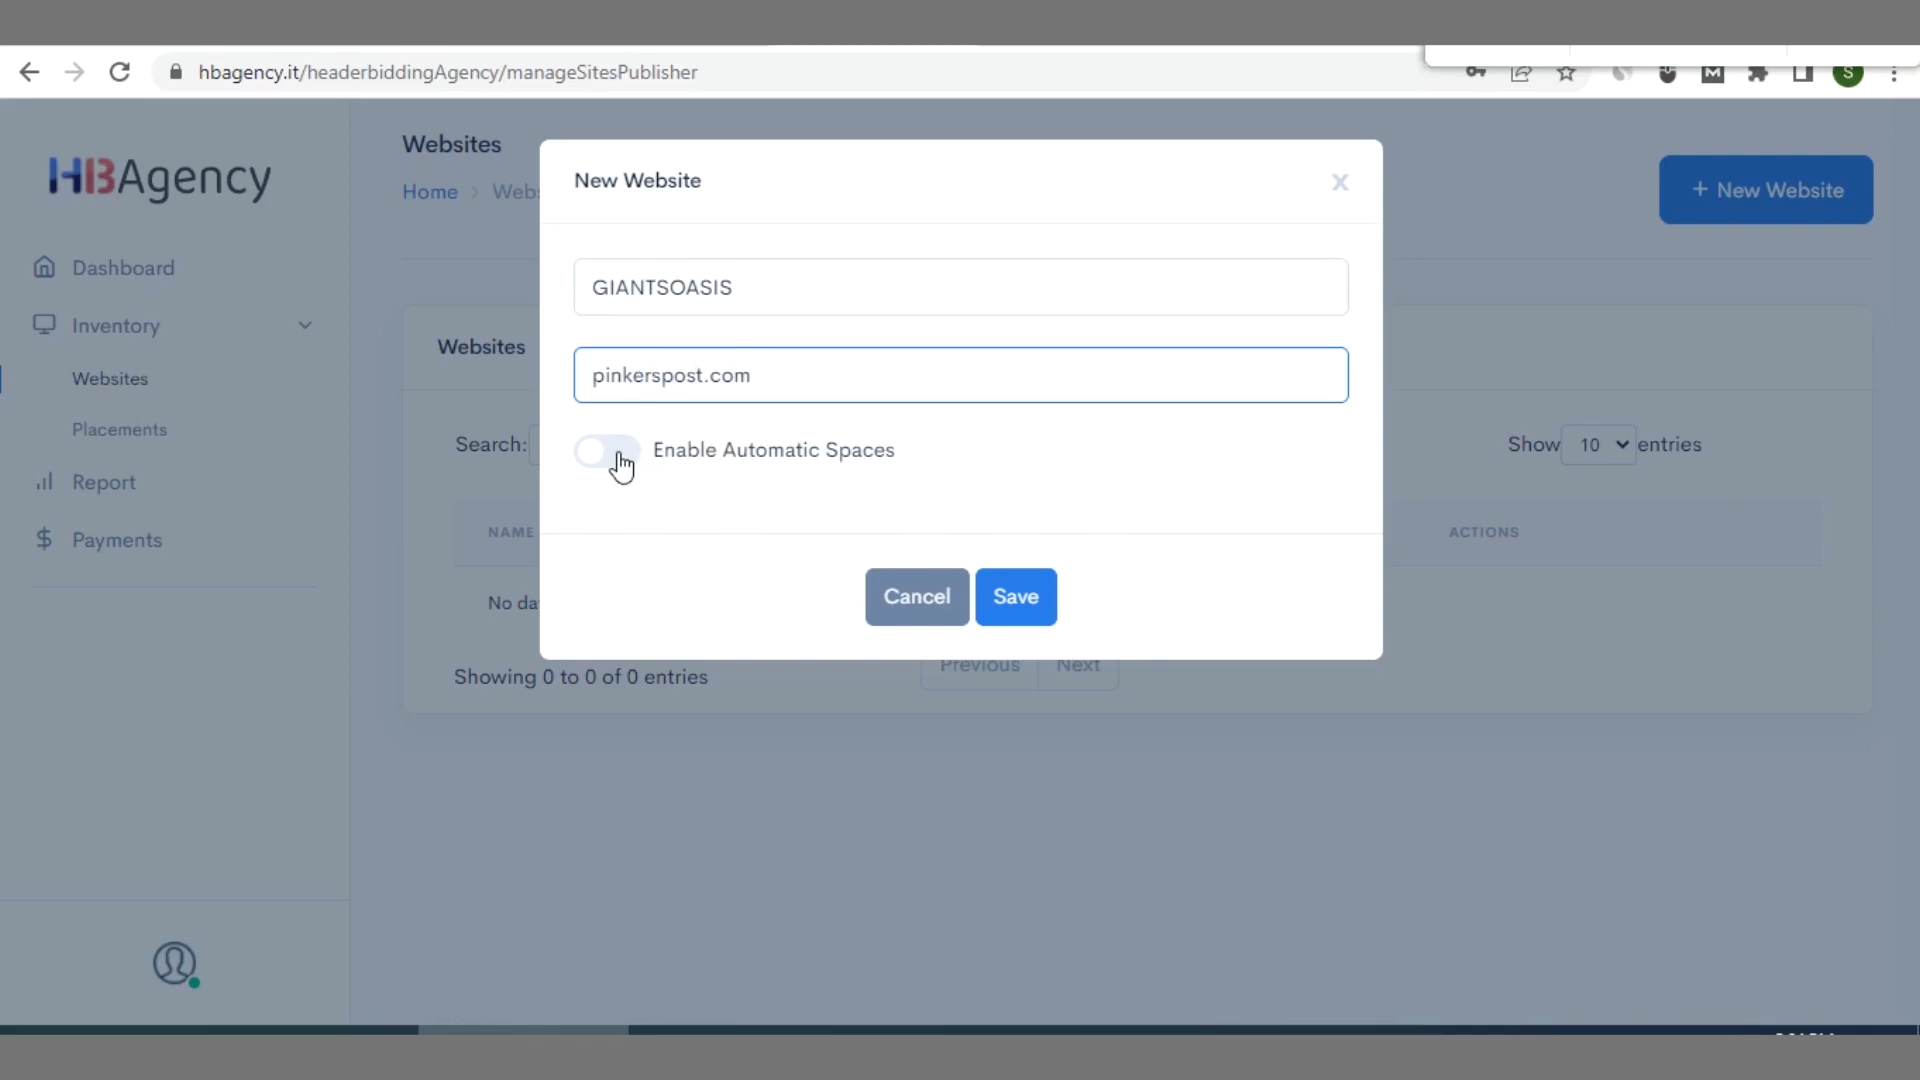 hbagency.it/headerbiddingAgency/manageSitesPublisher
S
HBAgency
Dashboard
Inventory
Websites
Placements
Report
Payments
Websites
Home > Webs
+ New Website
Websites
Search:
Show 10 entries
NAME
ACTIONS
No da
Showing 0 to 0 of 0 entries
Previous
Next
New Website
X
GIANTSOASIS
pinkerspost.com
Enable Automatic Spaces
Cancel
Save